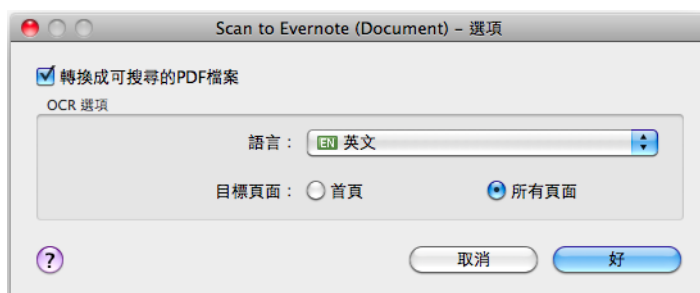 Scan to Evernote (Document) – 選項
轉換成可搜尋的PDF檔案
OCR 選項
語言： EN 英文
目標頁面： 首頁 所有頁面
? 取消 好